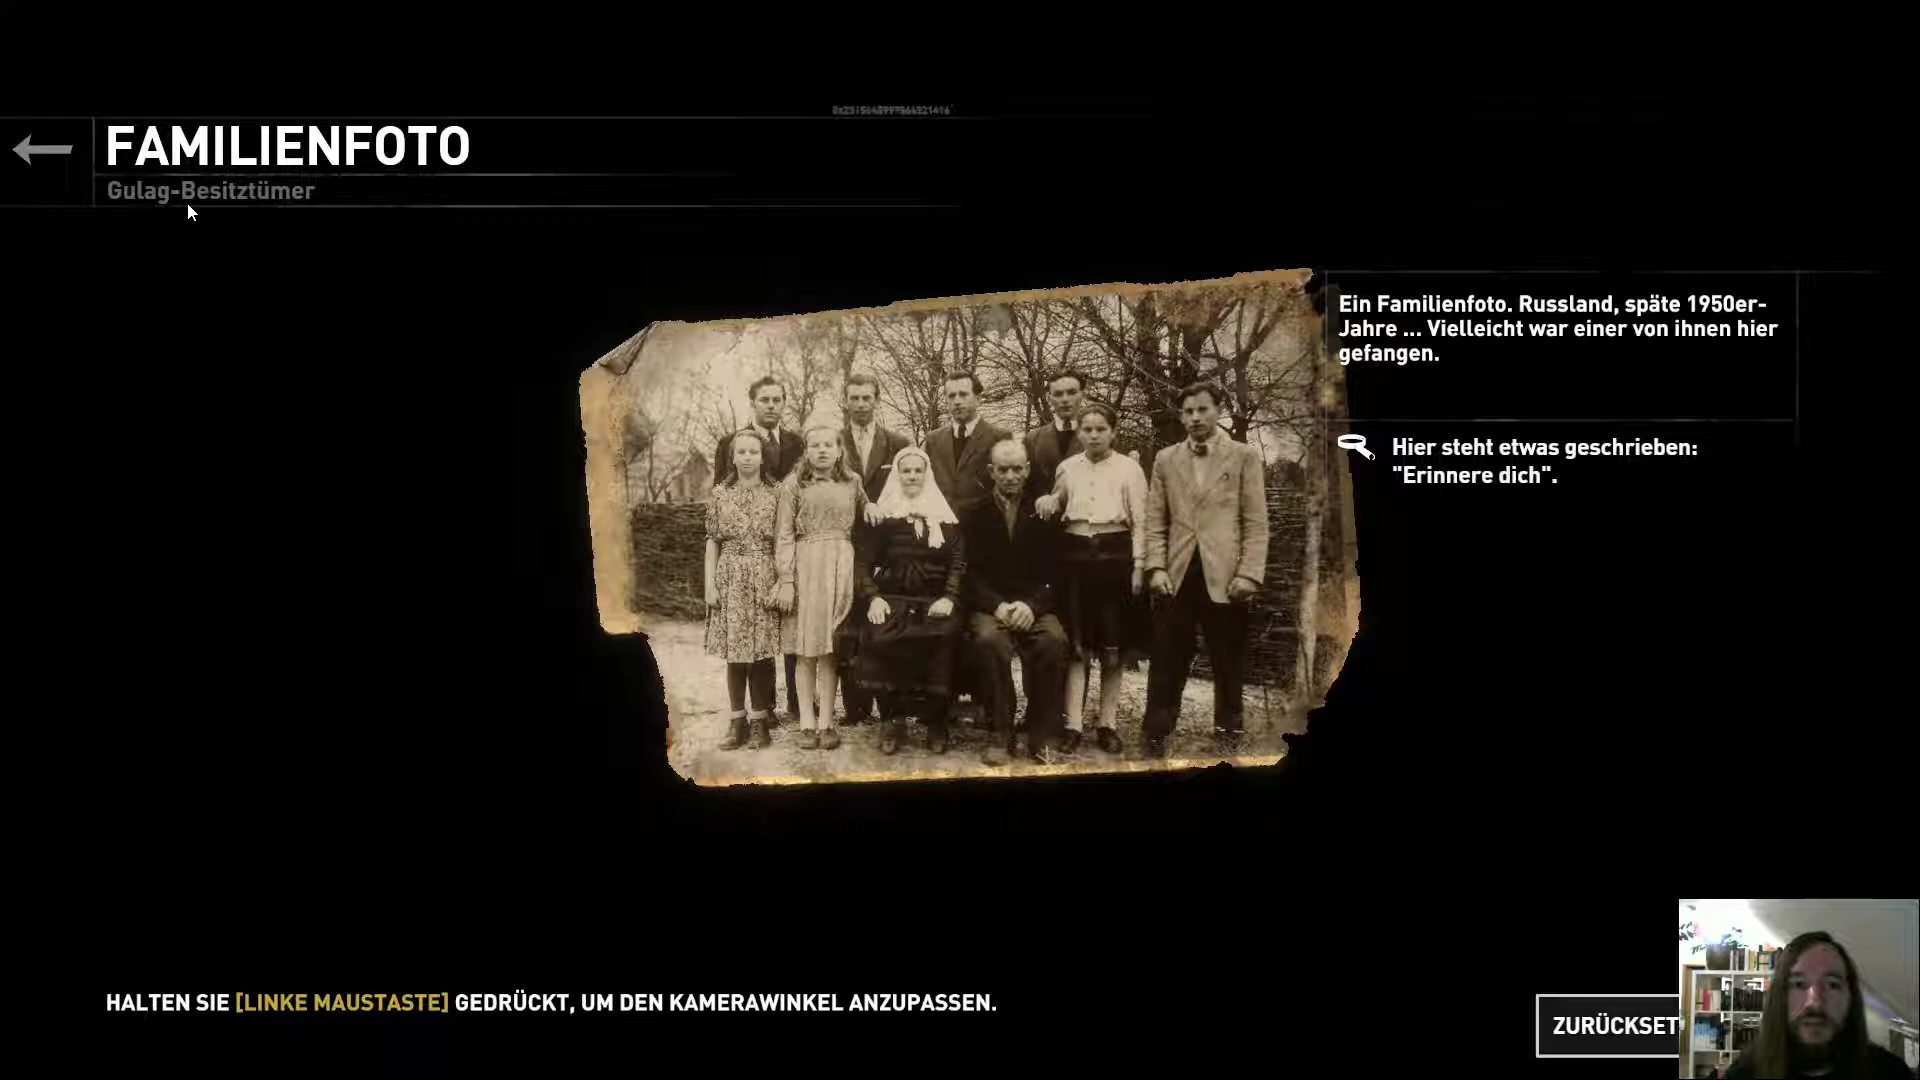 FAMILIENFOTO
Gulag-Besitztümer
Ein Familienfoto. Russland, späte 1950er-
Jahre ... Vielleicht war einer von ihnen hier
gefangen.
Hier steht etwas geschrieben:
"Erinnere dich".
HALTEN SIE [LINKE MAUSTASTE] GEDRÜCKT, UM DEN KAMERAWINKEL ANZUPASSEN.
ZURÜCKSET